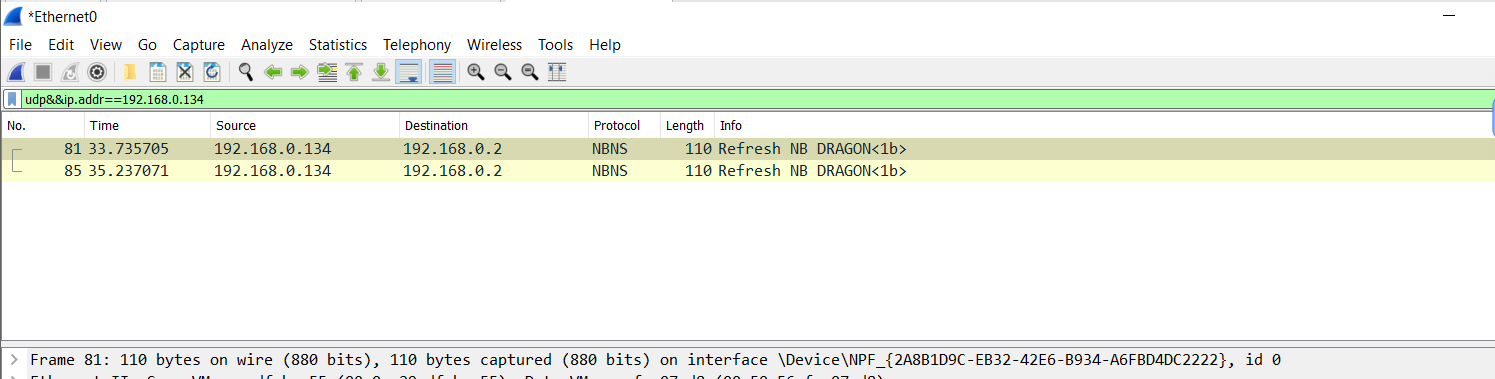 *Ethernet0
File Edit View Go Capture Analyze Statistics Telephony Wireless Tools Help
udp&&ip.addr==192.168.0.134
No. Time Source Destination Protocol Length Info
81 33.735705 192.168.0.134 192.168.0.2 NBNS 110 Refresh NB DRAGON<1b>
85 35.237071 192.168.0.134 192.168.0.2 NBNS 110 Refresh NB DRAGON<1b>
Frame 81: 110 bytes on wire (880 bits), 110 bytes captured (880 bits) on interface \Device\NPF_{2A8B1D9C-EB32-42E6-B934-A6FBD4DC2222}, id 0